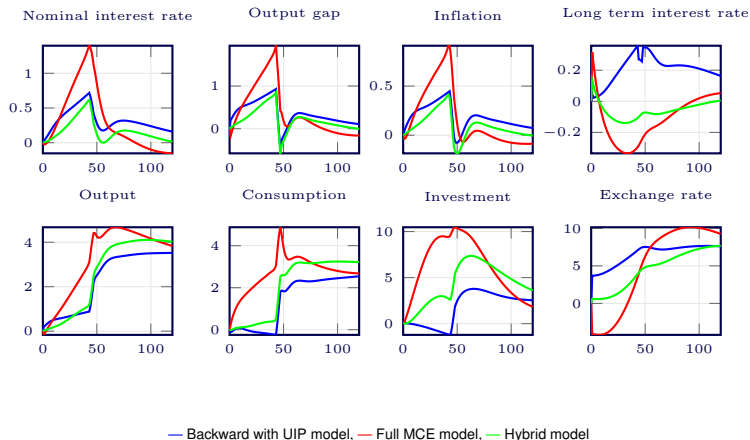 Nominal interest rate
Output gap
Inflation
Long term interest rate
1
0.5
0
0 50 100
1
0
0 50 100
0.5
0
0 50 100
0.2
0
−0.2
0 50 100
Output
Consumption
Investment
Exchange rate
4
2
0
0 50 100
4
2
0
0 50 100
10
5
0
0 50 100
10
5
0
0 50 100
Backward with UIP model, Full MCE model, Hybrid model